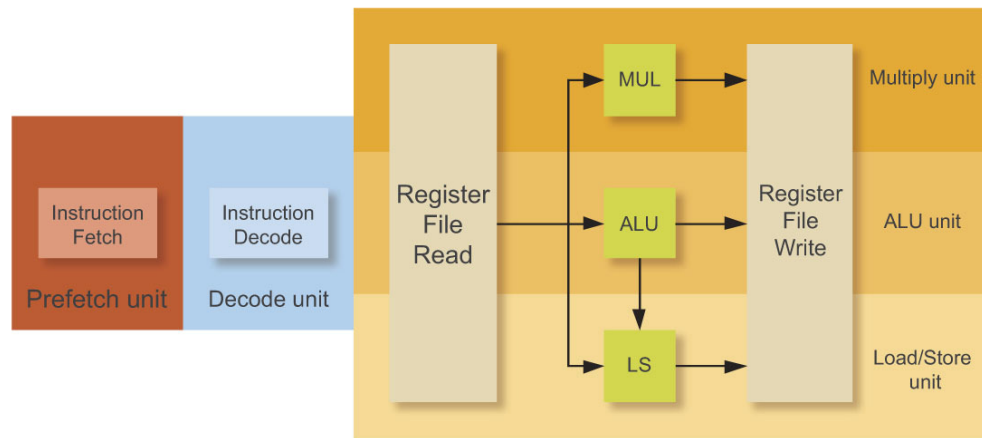 Instruction
Fetch
Prefetch unit
Instruction
Decode
Decode unit
Register
File
Read
MUL
ALU
LS
Register
File
Write
Multiply unit
ALU unit
Load/Store
unit